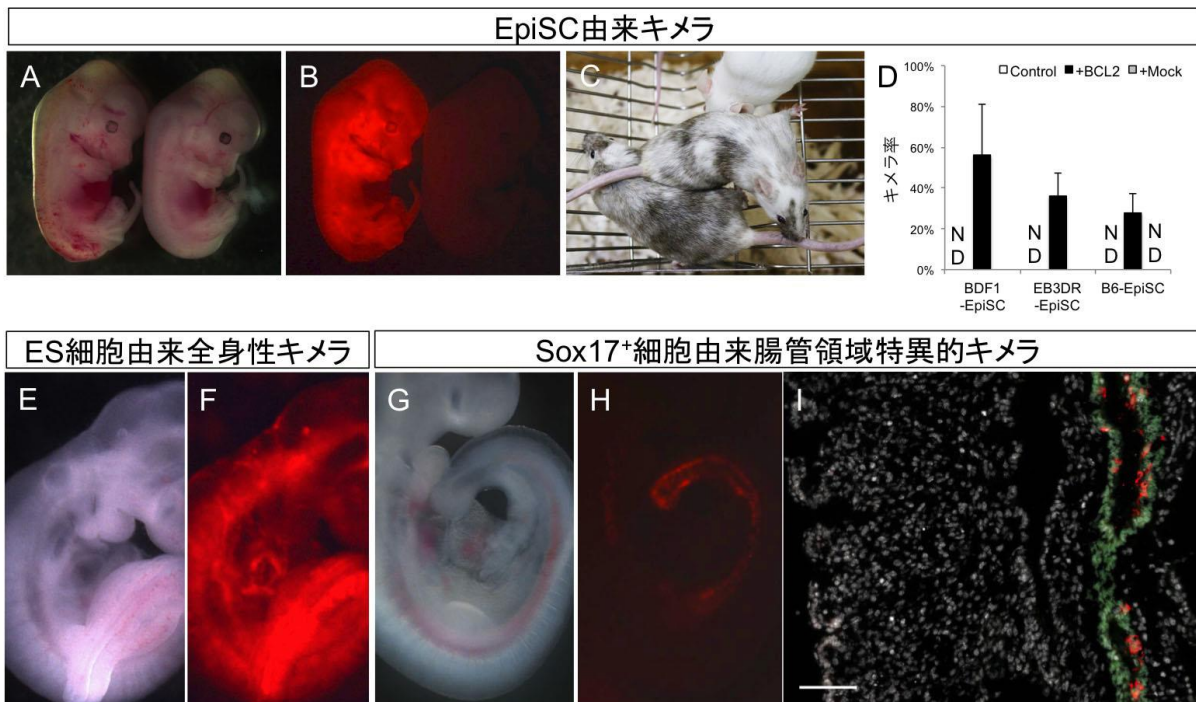 EpiSC由来キメラ
A
B
C
D
Control +BCL2 +Mock
キメラ率
100%
80%
60%
40%
20%
0%
N
D
N
D
N
D
N
D
BDF1
-EpiSC
EB3DR
-EpiSC
B6-EpiSC
ES細胞由来全身性キメラ
Sox17⁺細胞由来腸管領域特異的キメラ
E
F
G
H
I